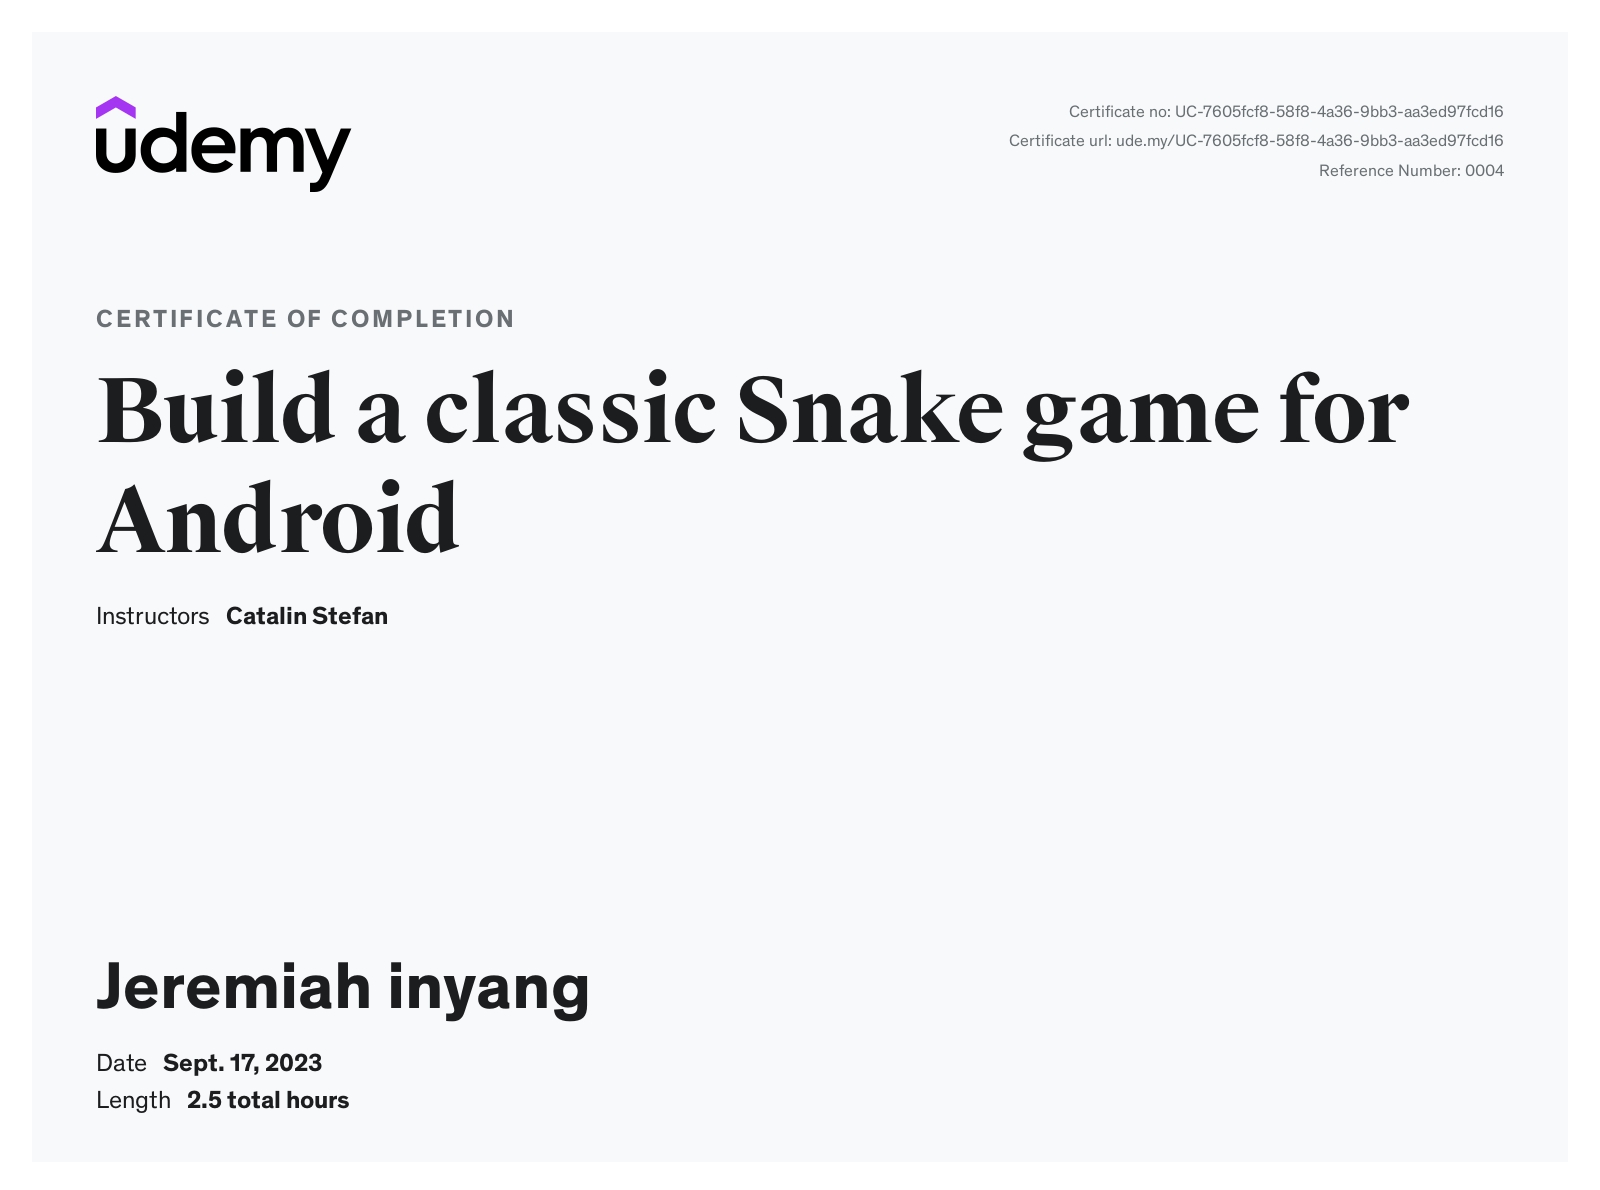 udemy
Certificate no: UC-7605fcf8-58f8-4a36-9bb3-aa3ed97fcd16
Certificate url: ude.my/UC-7605fcf8-58f8-4a36-9bb3-aa3ed97fcd16
Reference Number: 0004
CERTIFICATE OF COMPLETION
Build a classic Snake game for
Android
Instructors Catalin Stefan
Jeremiah inyang
Date Sept. 17, 2023
Length 2.5 total hours